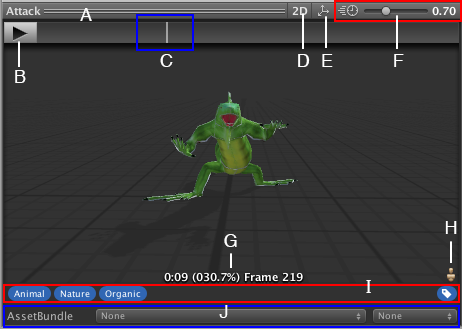 Attack A 2D 0.70
B C D E F
G H
0:09 (030.7%) Frame 219
I
Animal Nature Organic
J
AssetBundle None None